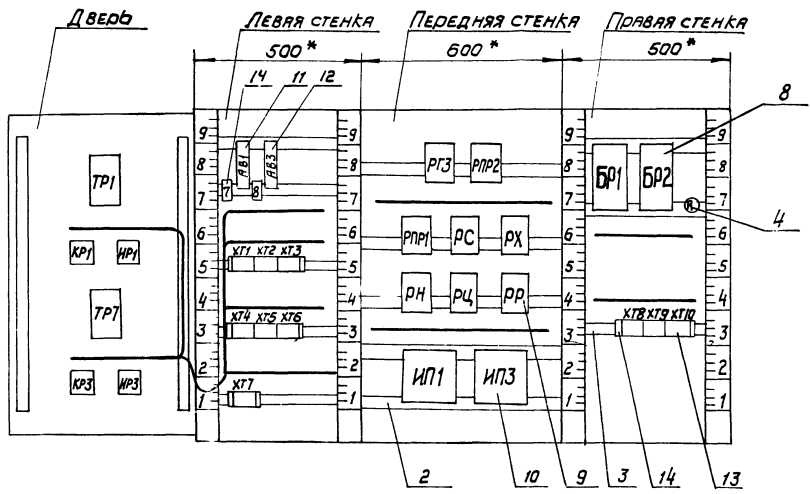 Дверь
Левая стенка
Передняя стенка
Правая стенка
500*
600*
500*
14
11
12
8
9
9
9
9
8
8
8
8
7
7
7
7
6
6
6
6
5
5
5
5
4
4
4
4
3
3
3
3
2
2
2
2
1
1
1
1
ТР1
КР1
ИР1
ТР7
КР3
ИР3
АВ1
АВ3
7
8
ХТ1 ХТ2 ХТ3
ХТ4 ХТ5 ХТ6
ХТ7
РГ3
РПР2
РПР1
РС
РХ
РН
РЦ
РР
ИП1
ИП3
БР1
БР2
4
ХТ8 ХТ9 ХТ10
2
10
9
3
14
13